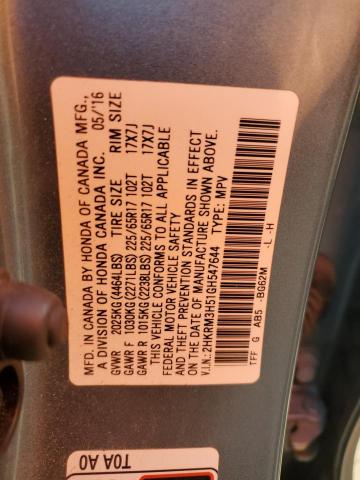 MFD. IN CANADA BY HONDA OF CANADA MFG.,
A DIVISION OF HONDA CANADA INC. 05/16
GVWR 2025KG(4464LBS) TIRE SIZE RIM SIZE
GAWR F 1030KG(2271LBS) 225/65R17 102T 17X7J
GAWR R 1015KG(2238LBS) 225/65R17 102T 17X7J
THIS VEHICLE CONFORMS TO ALL APPLICABLE
FEDERAL MOTOR VEHICLE SAFETY
AND THEFT PREVENTION STANDARDS IN EFFECT
ON THE DATE OF MANUFACTURE SHOWN ABOVE.
V.I.N.: 2HKRM3H51GH547644 TYPE: MPV
TFF G AB5 -BG62M -L -H
T0A A0